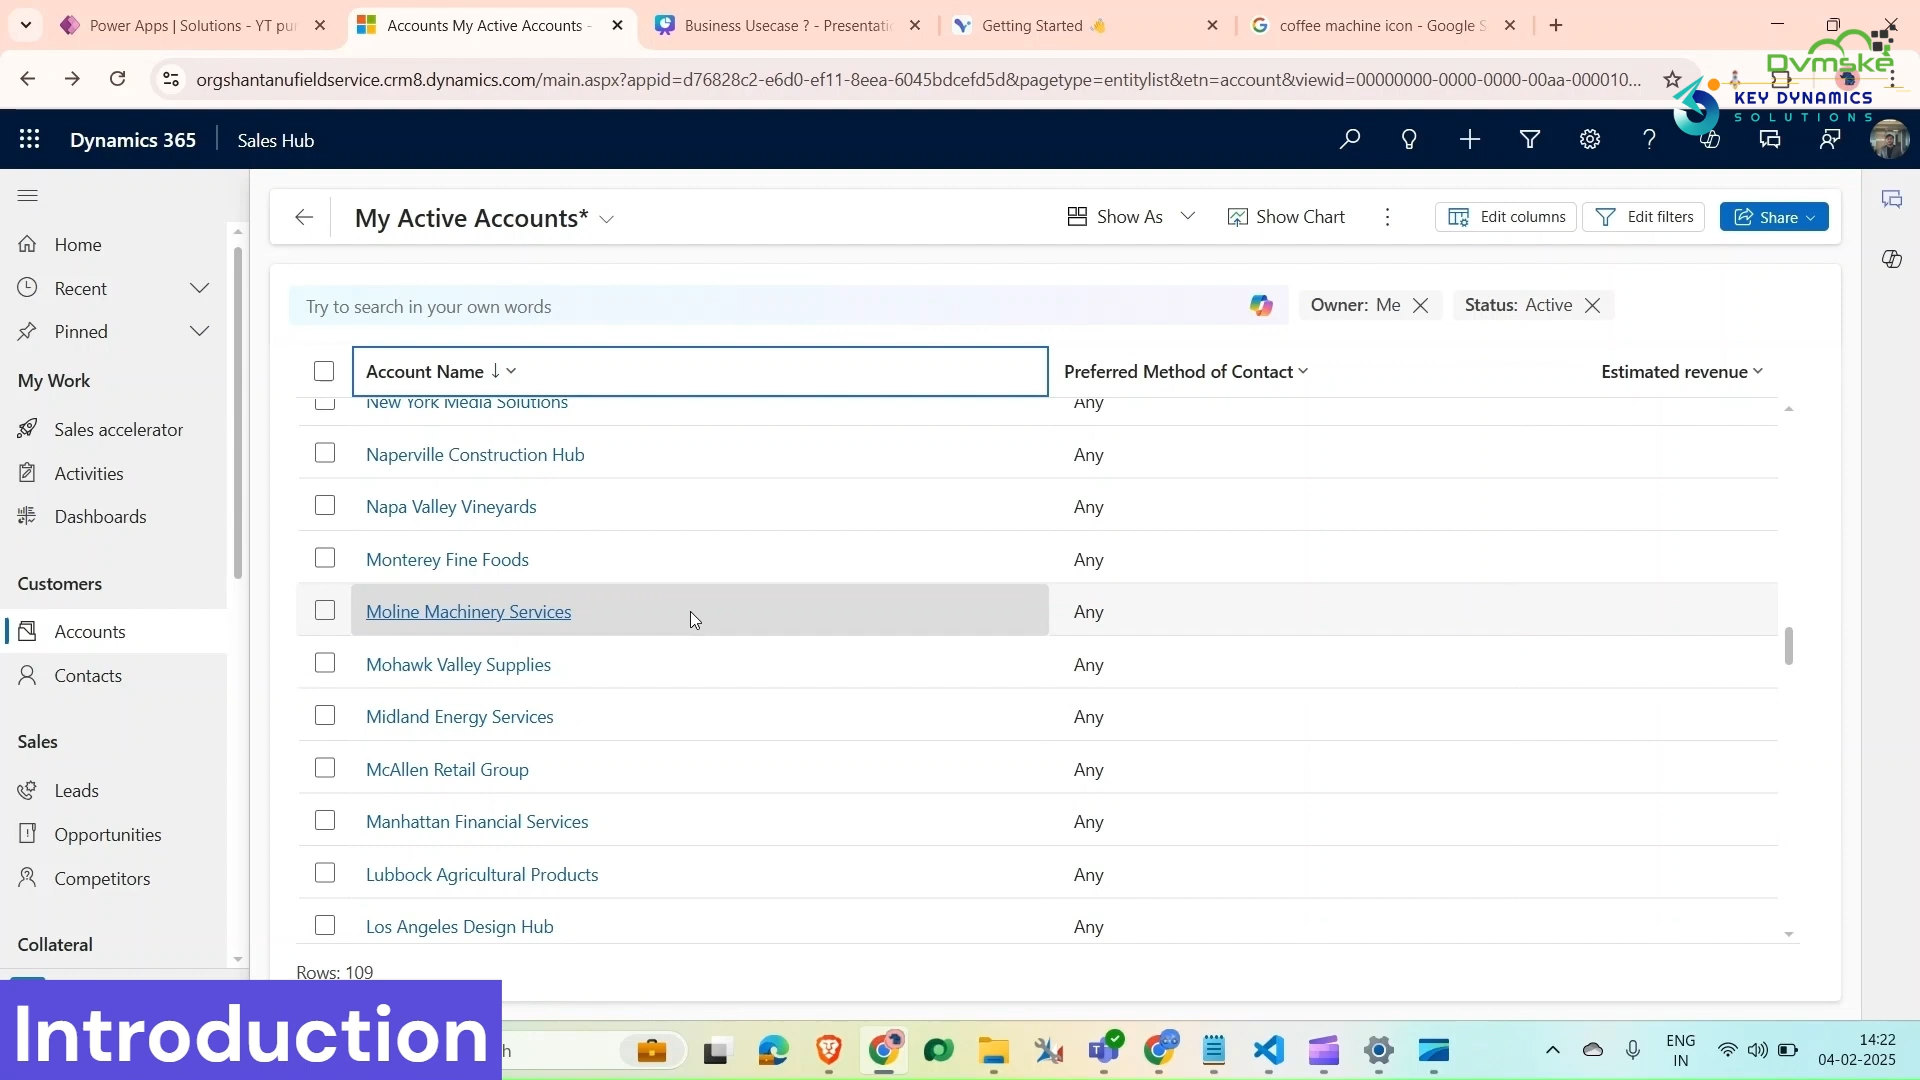 Power Apps | Solutions - YT pur
Accounts My Active Accounts -
Business Usecase ? - Presentatio
Getting Started
coffee machine icon - Google S
orgshantanufieldservice.crm8.dynamics.com/main.aspx?appid=d76828c2-e6d0-ef11-8eea-6045bdcefd5d&pagetype=entitylist&etn=account&viewid=00000000-0000-0000-00aa-000010...
Dvmske
KEY DYNAMICS
SOLUTIONS
Dynamics 365
Sales Hub
My Active Accounts*
Show As
Show Chart
Edit columns
Edit filters
Share
Home
Recent
Pinned
My Work
Sales accelerator
Activities
Dashboards
Customers
Accounts
Contacts
Sales
Leads
Opportunities
Competitors
Collateral
Try to search in your own words
Owner: Me
Status: Active
Account Name
Preferred Method of Contact
Estimated revenue
New York Media Solutions
Any
Naperville Construction Hub
Any
Napa Valley Vineyards
Any
Monterey Fine Foods
Any
Moline Machinery Services
Any
Mohawk Valley Supplies
Any
Midland Energy Services
Any
McAllen Retail Group
Any
Manhattan Financial Services
Any
Lubbock Agricultural Products
Any
Los Angeles Design Hub
Any
Rows: 109
Introduction
h
ENG
IN
14:22
04-02-2025